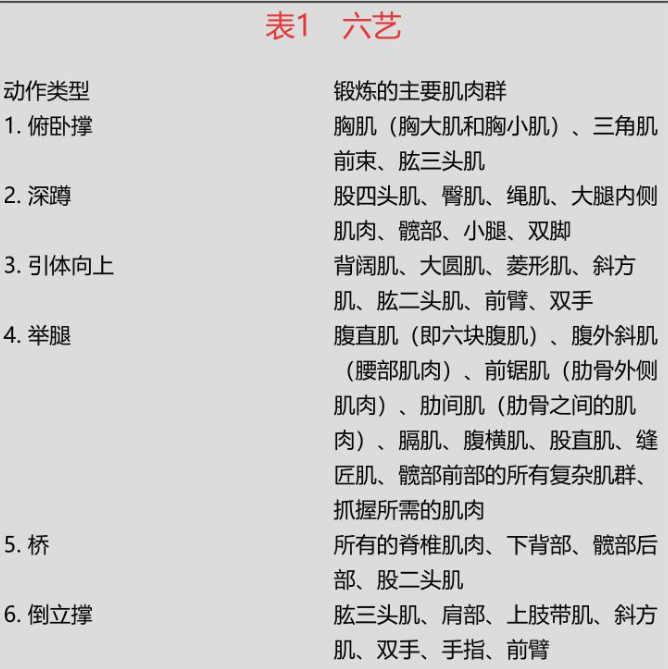 表1 六艺
动作类型 锻炼的主要肌肉群
1. 俯卧撑 胸肌（胸大肌和胸小肌）、三角肌
前束、肱三头肌
2. 深蹲 股四头肌、臀肌、绳肌、大腿内侧
肌肉、髋部、小腿、双脚
3. 引体向上 背阔肌、大圆肌、菱形肌、斜方
肌、肱二头肌、前臂、双手
4. 举腿 腹直肌（即六块腹肌）、腹外斜肌
（腰部肌肉）、前锯肌（肋骨外侧
肌肉）、肋间肌（肋骨之间的肌
肉）、膈肌、腹横肌、股直肌、缝
匠肌、髋部前部的所有复杂肌群、
抓握所需的肌肉
5. 桥 所有的脊椎肌肉、下背部、髋部后
部、股二头肌
6. 倒立撑 肱三头肌、肩部、上肢带肌、斜方
肌、双手、手指、前臂